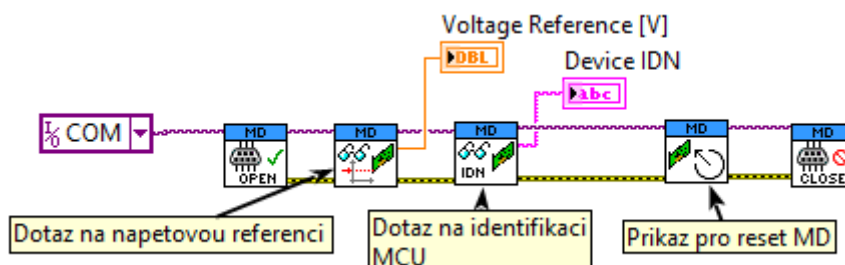 Voltage Reference [V]
DBL
Device IDN
abc
I/O COM
MD
OPEN
MD
MD
IDN
MD
MD
CLOSE
Dotaz na napetovou referenci
Dotaz na identifikaci
MCU
Prikaz pro reset MD